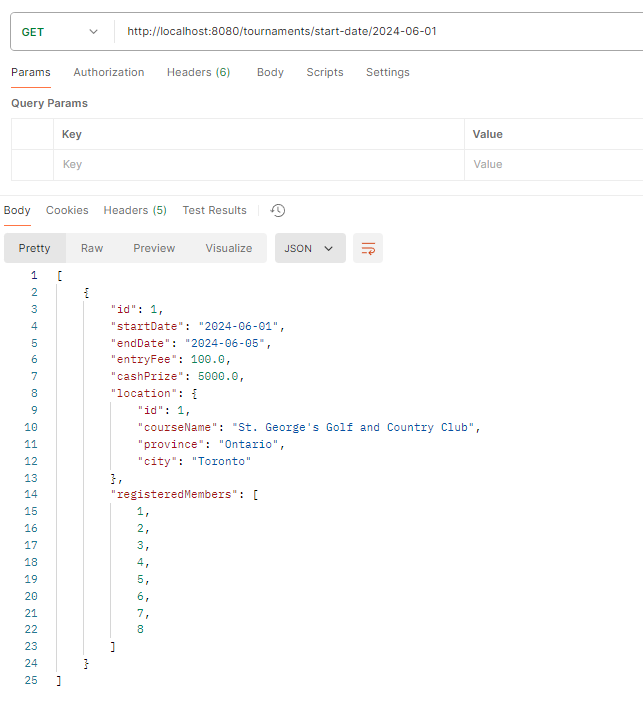 GET http://localhost:8080/tournaments/start-date/2024-06-01
Params Authorization Headers (6) Body Scripts Settings
Query Params
Key Value
Key Value
Body Cookies Headers (5) Test Results
Pretty Raw Preview Visualize JSON
1 [
2 {
3 "id": 1,
4 "startDate": "2024-06-01",
5 "endDate": "2024-06-05",
6 "entryFee": 100.0,
7 "cashPrize": 5000.0,
8 "location": {
9 "id": 1,
10 "courseName": "St. George's Golf and Country Club",
11 "province": "Ontario",
12 "city": "Toronto"
13 },
14 "registeredMembers": [
15 1,
16 2,
17 3,
18 4,
19 5,
20 6,
21 7,
22 8
23 ]
24 }
25 ]